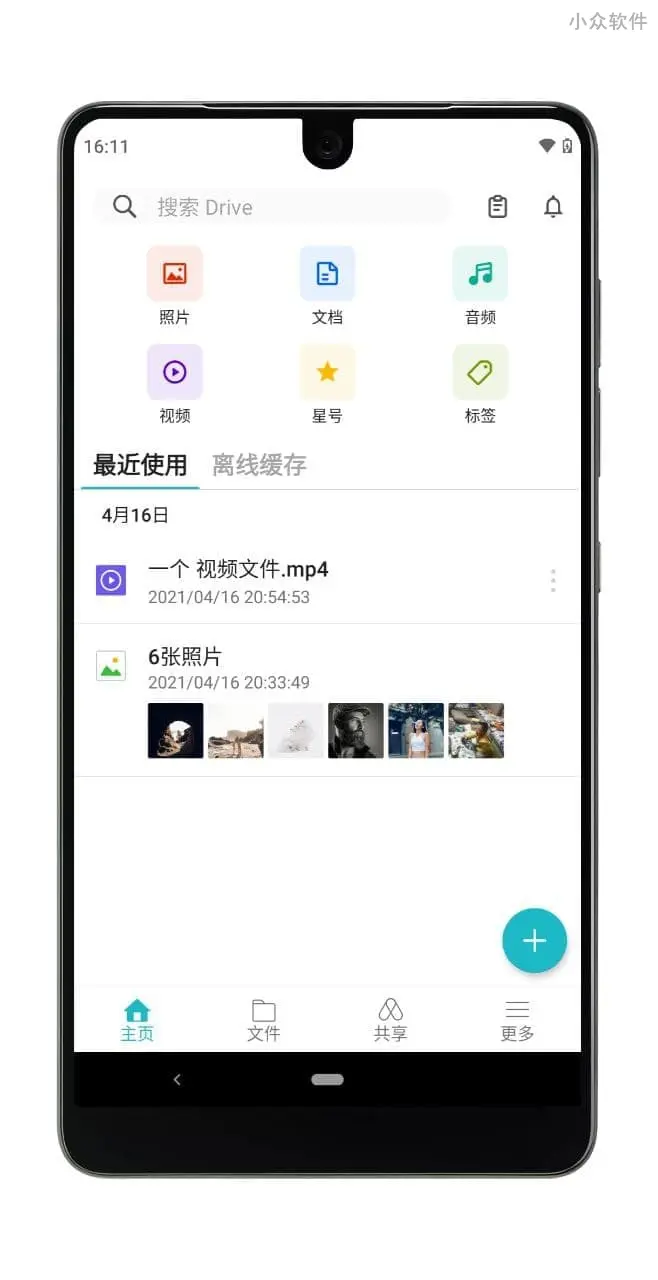 小众软件
16:11
搜索 Drive
照片
文档
音频
视频
星号
标签
最近使用
离线缓存
4月16日
一个 视频文件.mp4
2021/04/16 20:54:53
6张照片
2021/04/16 20:33:49
主页
文件
共享
更多